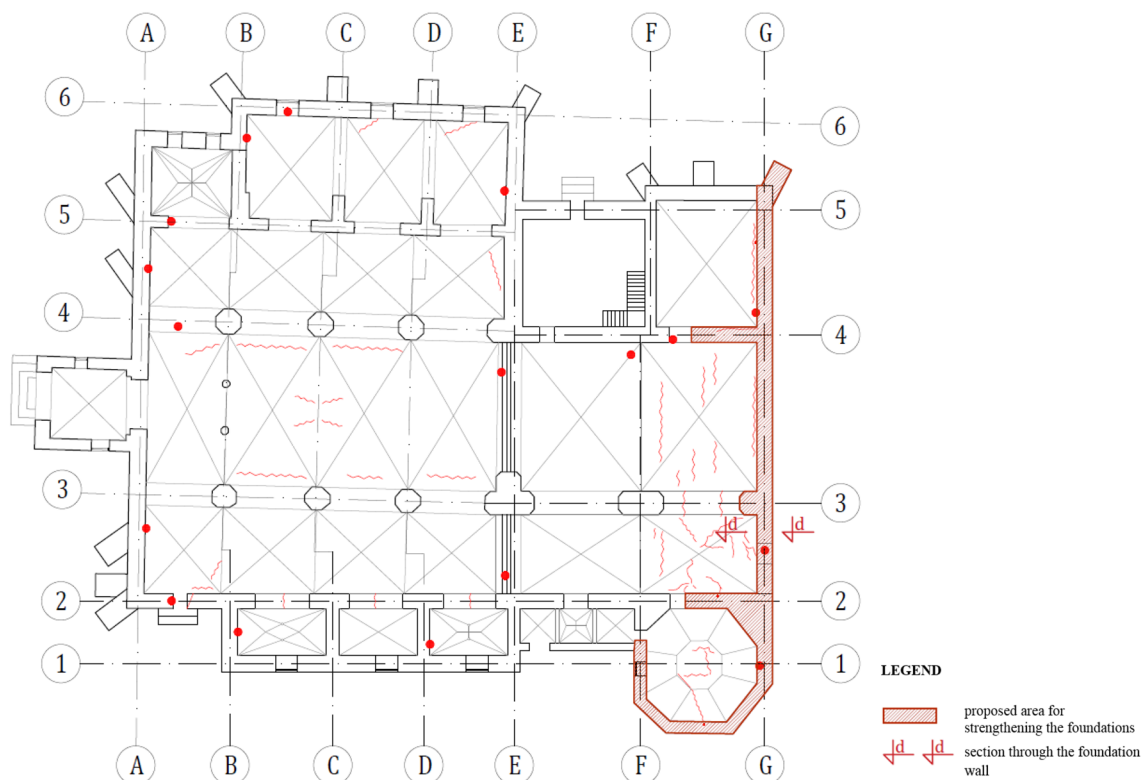 A B C D E F G
6 6
5 5
4 4
3 3
d d
2 2
1 1
LEGEND
proposed area for
strengthening the foundations
d d section through the foundation
wall
A B C D E F G